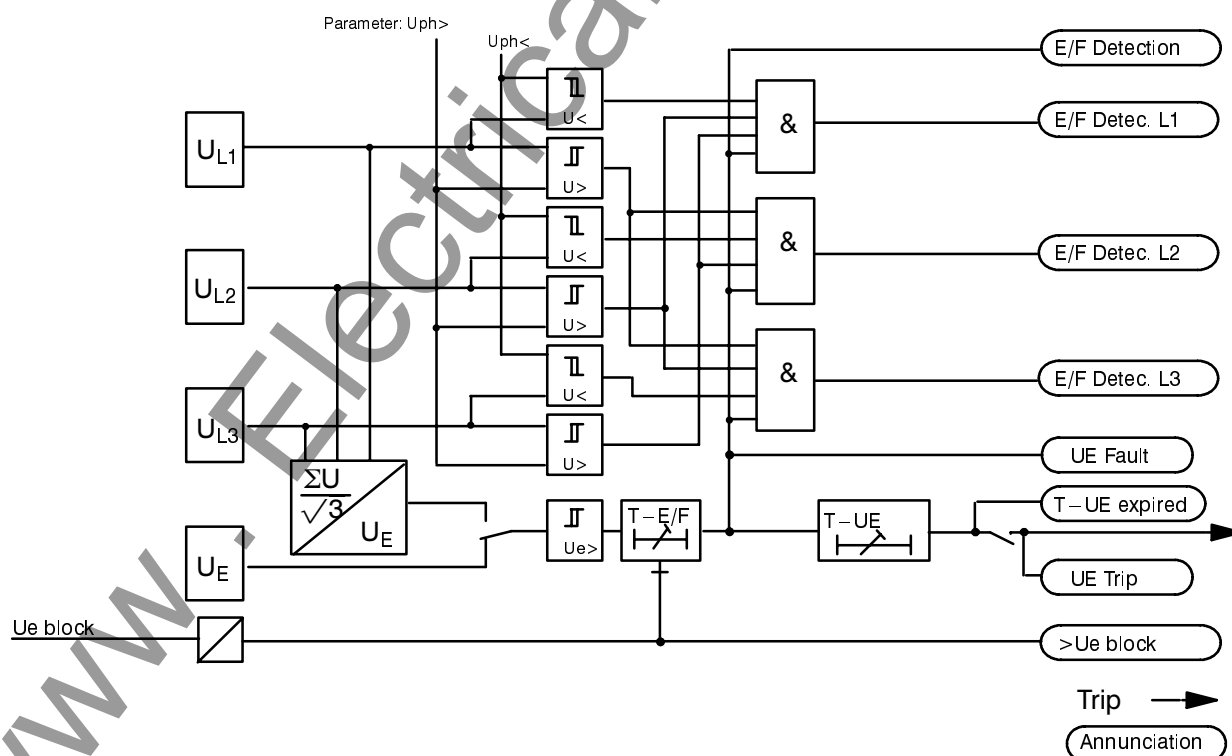 Parameter: Uph>
Uph<
E/F Detection
U<
&
E/F Detec. L1
UL1
U>
U<
&
E/F Detec. L2
UL2
U>
U<
&
E/F Detec. L3
UL3
U>
UE Fault
ΣU
√3
UE
T–E/F
T–UE
T–UE expired
Ue>
UE
UE Trip
Ue block
>Ue block
Trip
Annunciation
www. Electrica